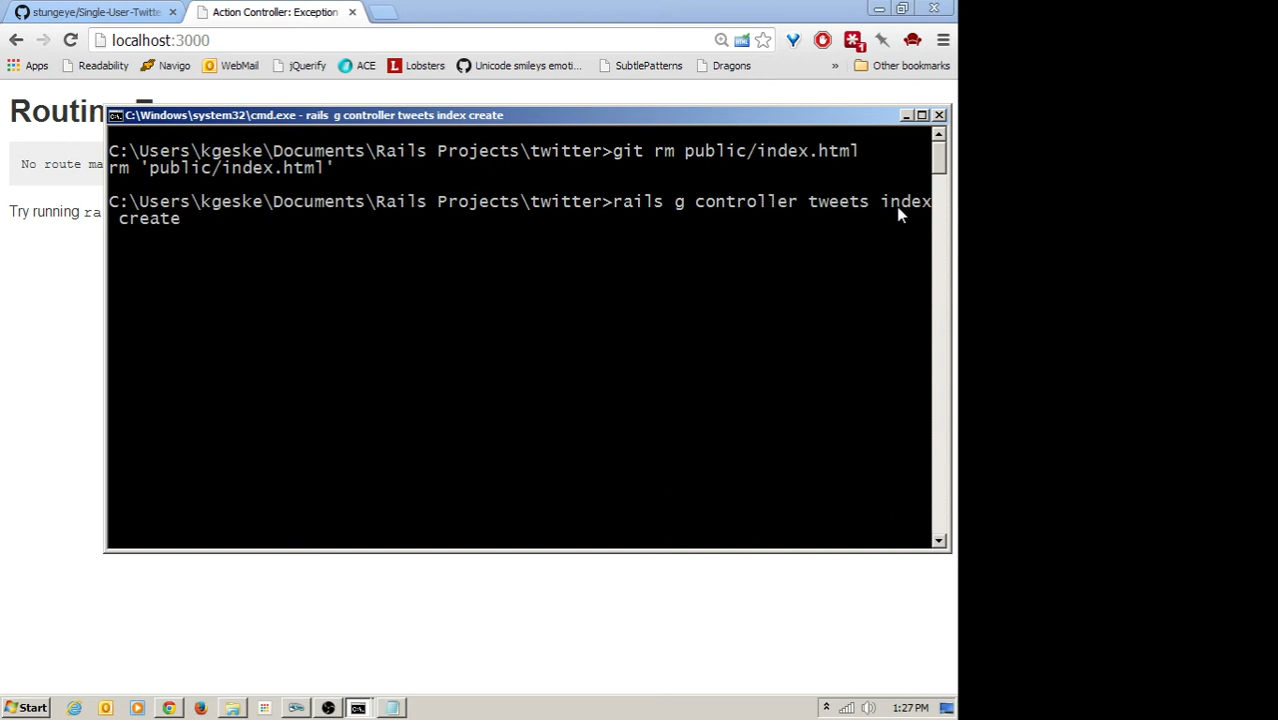 stungeye/Single-User-Twitte
Action Controller: Exception
localhost:3000
Apps
Readability
Navigo
WebMail
jQuerify
ACE
Lobsters
Unicode smileys emoti...
SubtlePatterns
Dragons
»
Other bookmarks
Routin
C:\Windows\system32\cmd.exe - rails g controller tweets index create
No route ma
Try running ra
C:\Users\kgeske\Documents\Rails Projects\twitter>git rm public/index.html
rm 'public/index.html'
C:\Users\kgeske\Documents\Rails Projects\twitter>rails g controller tweets index
create
Start
1:27 PM